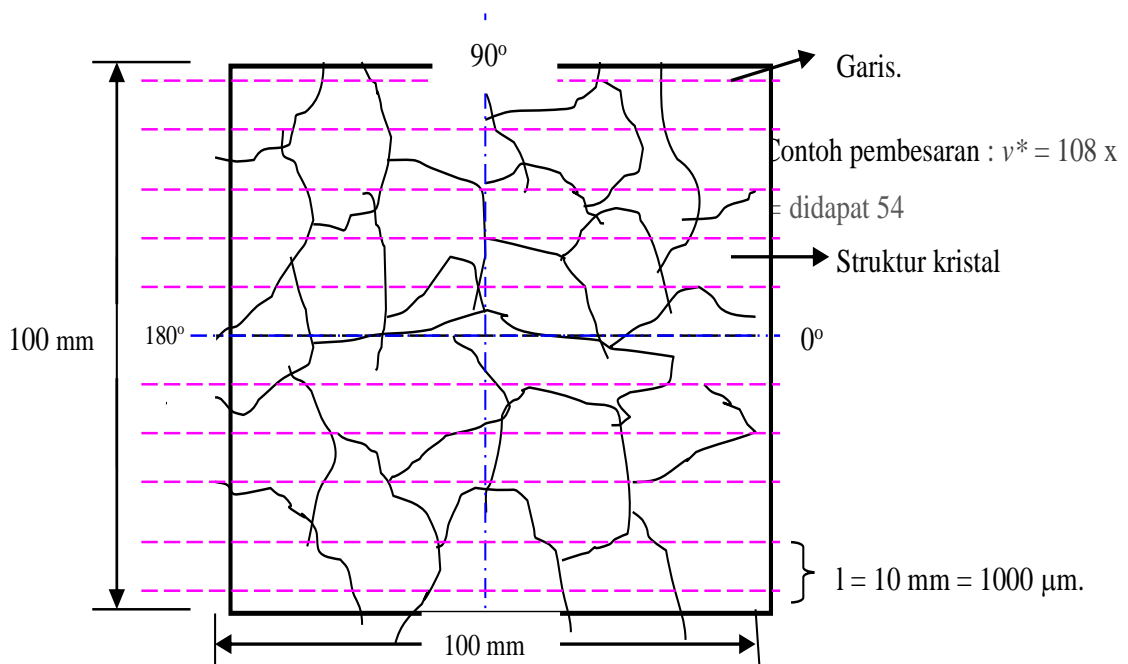 90º
Garis.
Contoh pembesaran : v* = 108 x
= didapat 54
Struktur kristal
100 mm
180º
0º
l = 10 mm = 1000 μm.
100 mm